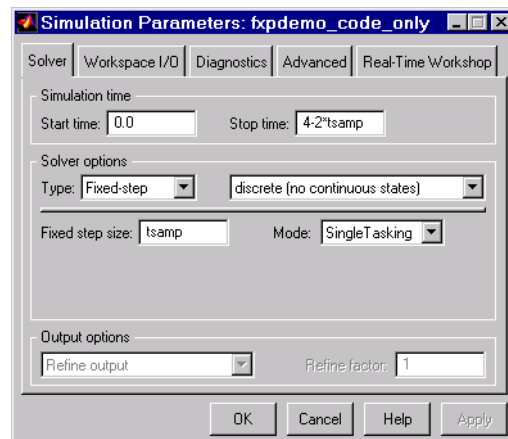 Simulation Parameters: fxpdemo_code_only
Solver Workspace I/O Diagnostics Advanced Real-Time Workshop
Simulation time
Start time: 0.0 Stop time: 4-2*tsamp
Solver options
Type: Fixed-step discrete (no continuous states)
Fixed step size: tsamp Mode: SingleTasking
Output options
Refine output Refine factor: 1
OK Cancel Help Apply